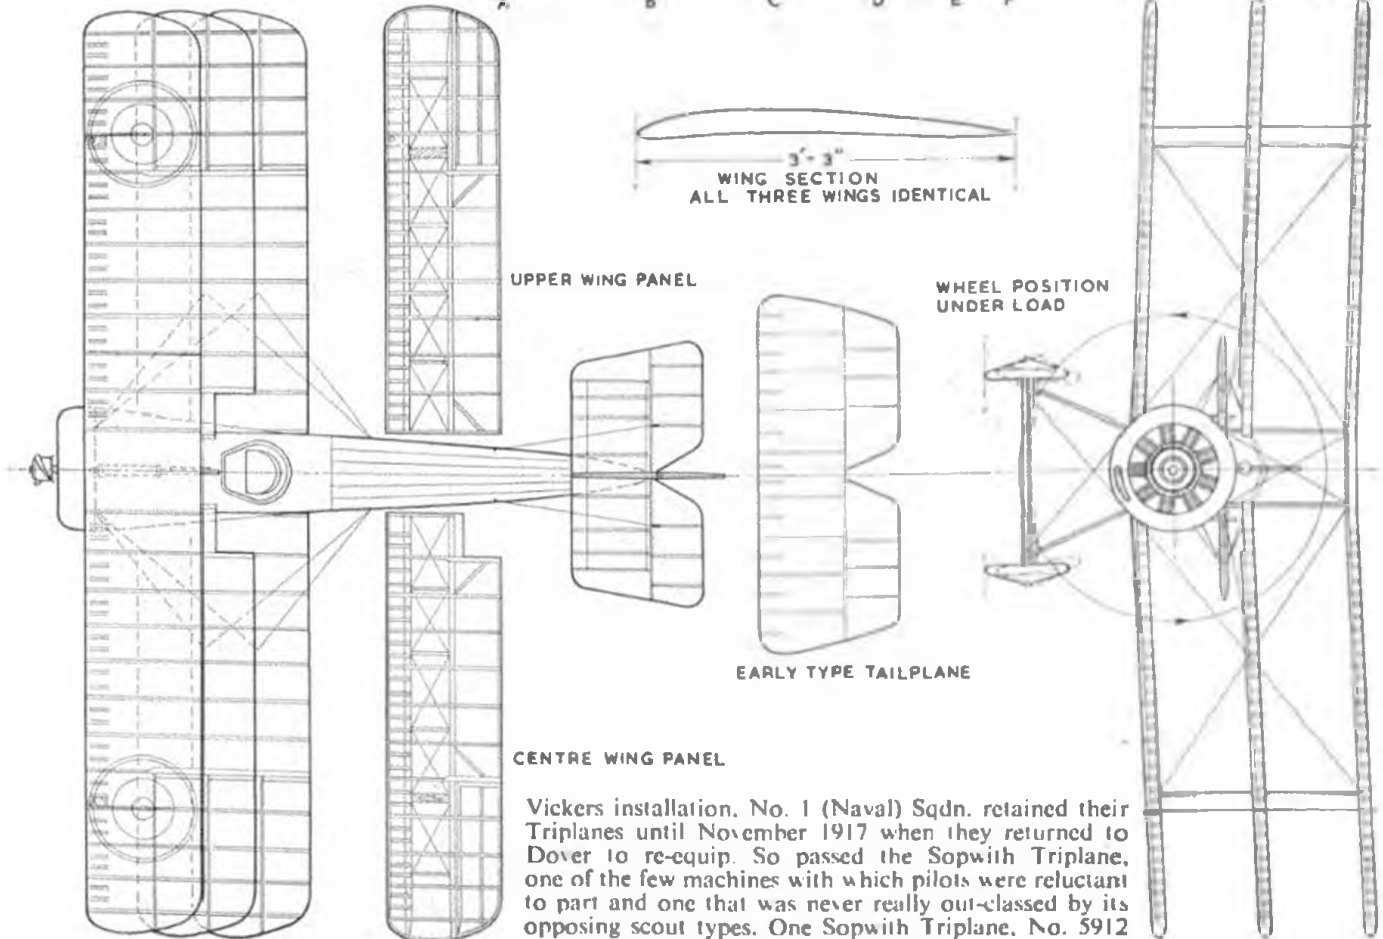 A B C D E F
3'- 3"
WING SECTION
ALL THREE WINGS IDENTICAL
UPPER WING PANEL
WHEEL POSITION
UNDER LOAD
EARLY TYPE TAILPLANE
CENTRE WING PANEL
Vickers installation. No. 1 (Naval) Sqdn. retained their
Triplanes until November 1917 when they returned to
Dover to re-equip. So passed the Sopwith Triplane,
one of the few machines with which pilots were reluctant
to part and one that was never really out-classed by its
opposing scout types. One Sopwith Triplane, No. 5912